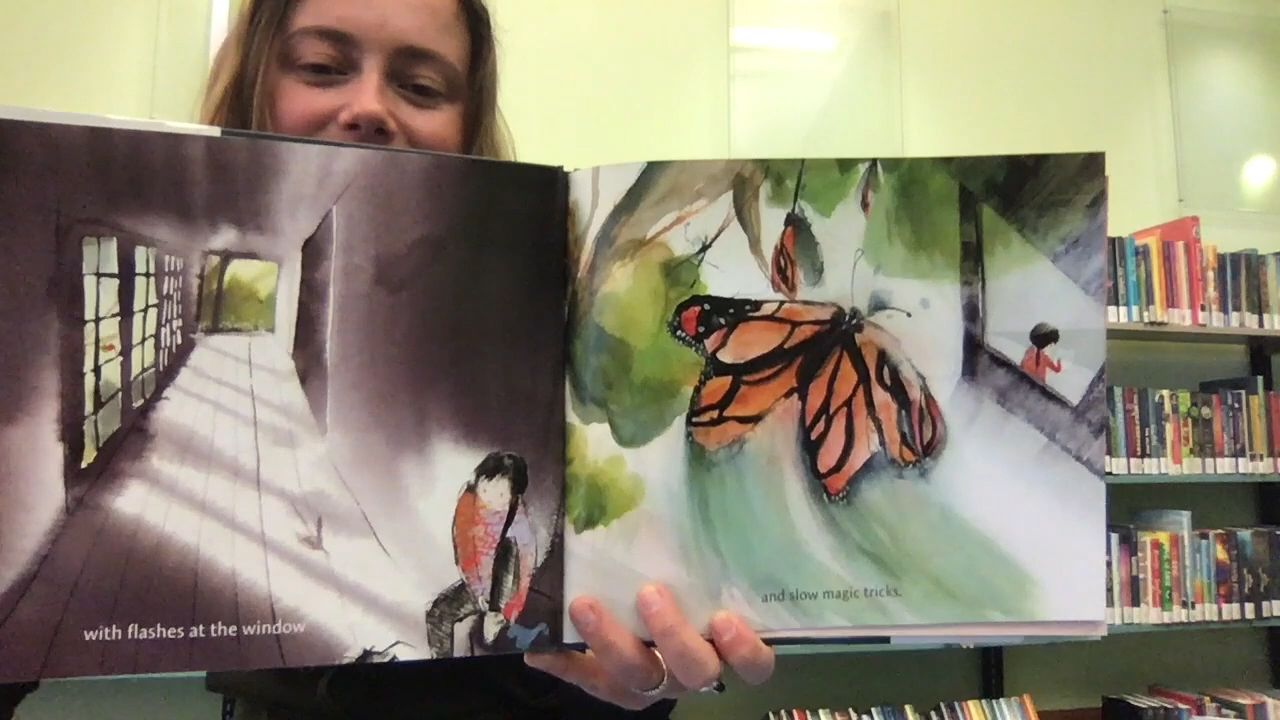 with flashes at the window
and slow magic tricks.